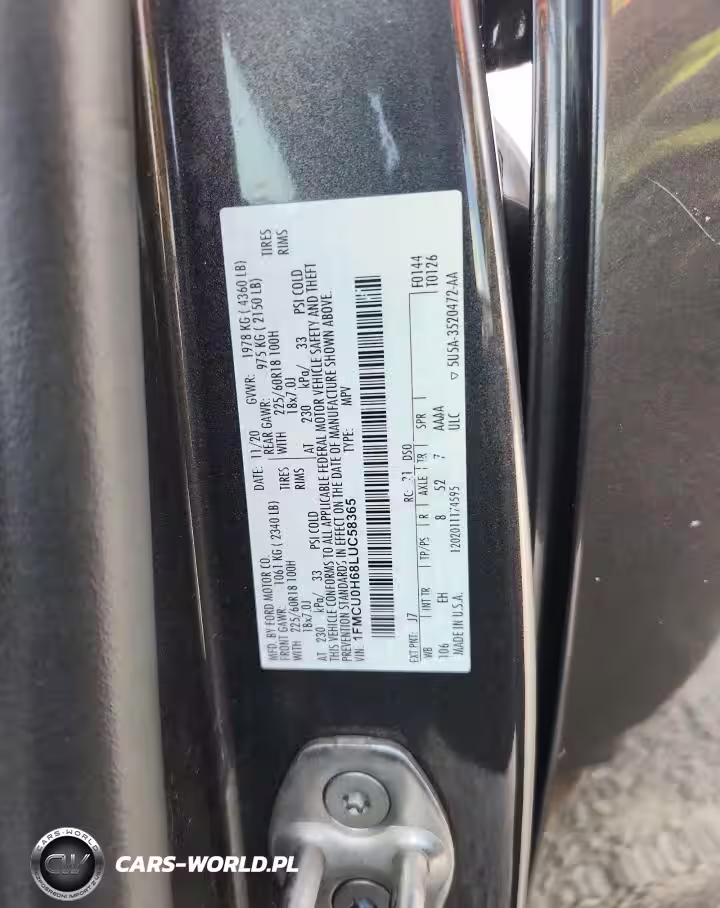 MFD. BY FORD MOTOR CO.
DATE: 11/20 GVWR: 1978 KG ( 4360 LB)
FRONT GAWR: 1061 KG ( 2340 LB)
REAR GAWR: 975 KG ( 2150 LB)
WITH 225/60R18 100H TIRES
WITH 225/60R18 100H TIRES
18x7.0J RIMS
18x7.0J RIMS
AT 230 kPa/ 33 PSI COLD
AT 230 kPa/ 33 PSI COLD
THIS VEHICLE CONFORMS TO ALL APPLICABLE FEDERAL MOTOR VEHICLE SAFETY AND THEFT
PREVENTION STANDARDS IN EFFECT ON THE DATE OF MANUFACTURE SHOWN ABOVE.
VIN: 1FMCU0H68LUC58365
TYPE: MPV
F0144
T0126
EXT PNT: J7 RC: 21 DSO
WB INT TR TP/PS R AXLE TR SPR
106 EH 8 52 7 AAAA
MADE IN U.S.A. 1202011174595 ULC
▽ 5U5A-3520472-AA
CARS-WORLD
CW
CARS-WORLD.PL